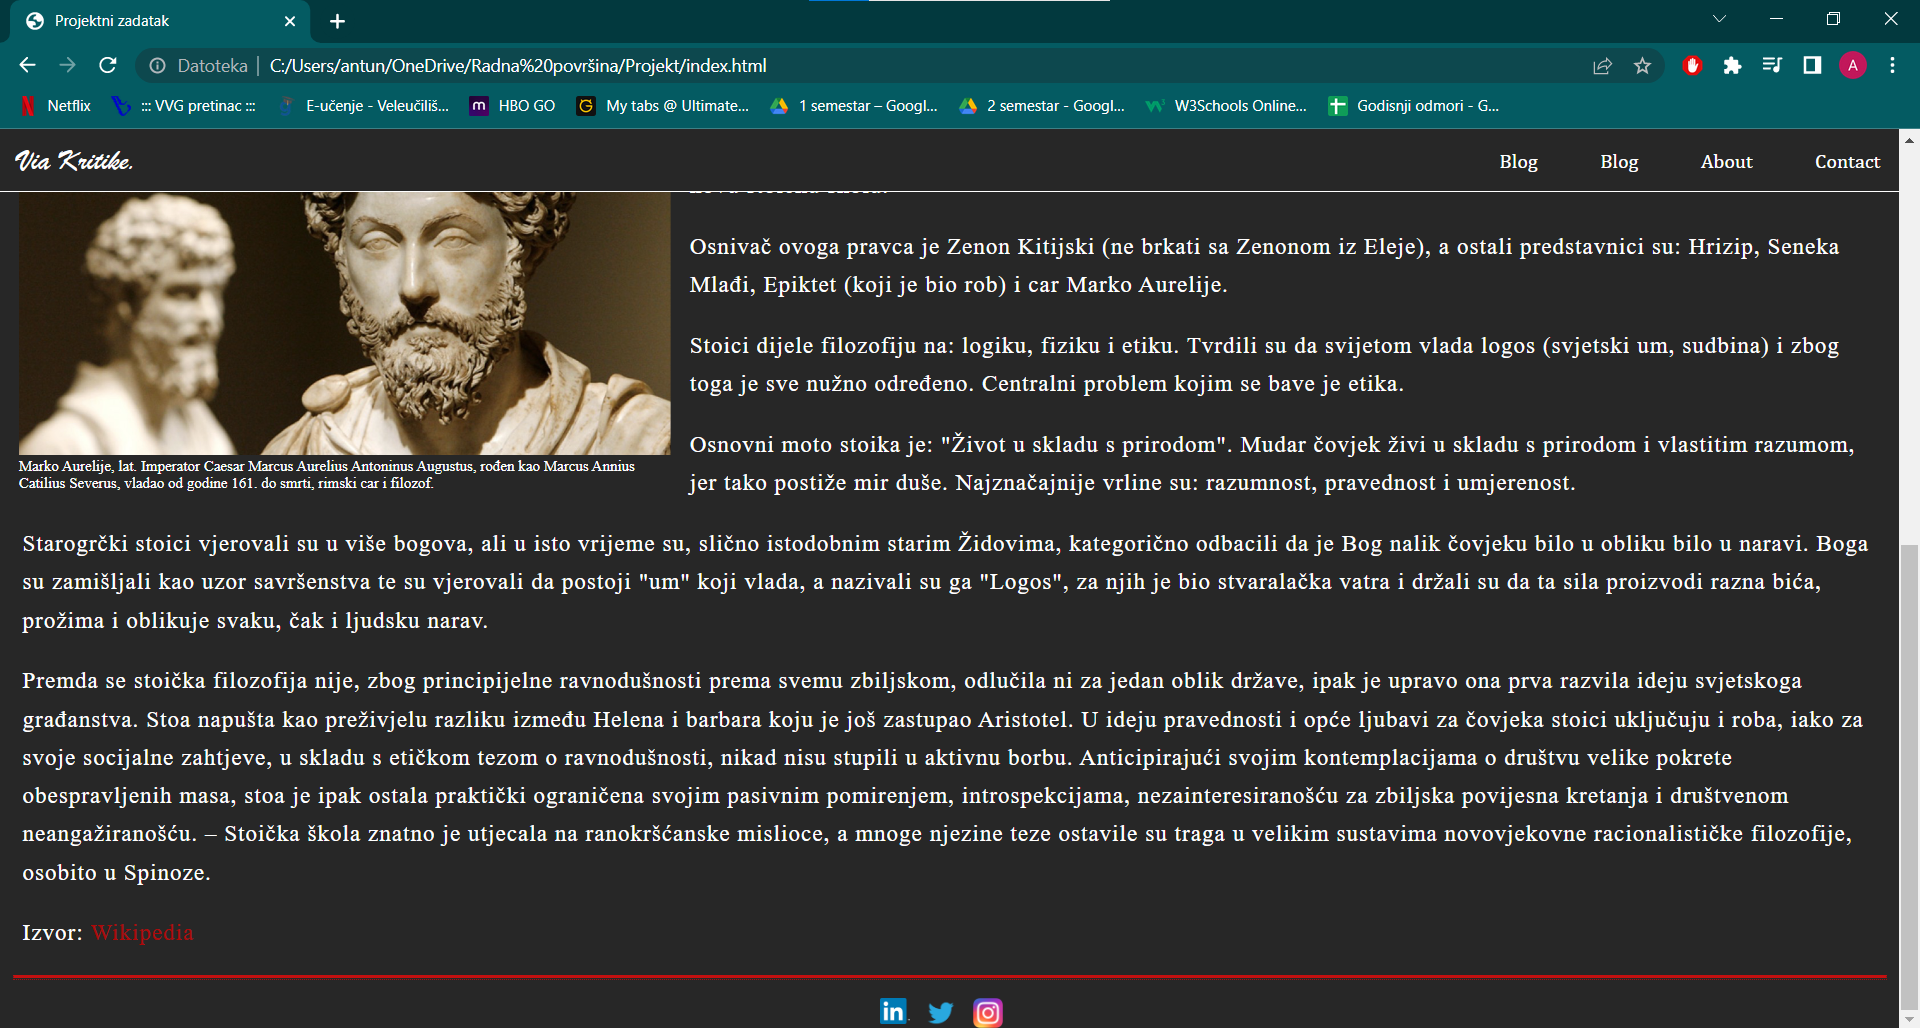 Projektni zadatak
Datoteka | C:/Users/antun/OneDrive/Radna%20površina/Projekt/index.html
A
Netflix
::: VVG pretinac :::
E-učenje - Veleučiliš...
m HBO GO
G My tabs @ Ultimate...
1 semestar – Googl...
2 semestar - Googl...
W3Schools Online...
Godisnji odmori - G...
Via Kritike.
Blog
Blog
About
Contact
Osnivač ovoga pravca je Zenon Kitijski (ne brkati sa Zenonom iz Eleje), a ostali predstavnici su: Hrizip, Seneka
Mlađi, Epiktet (koji je bio rob) i car Marko Aurelije.
Stoici dijele filozofiju na: logiku, fiziku i etiku. Tvrdili su da svijetom vlada logos (svjetski um, sudbina) i zbog
toga je sve nužno određeno. Centralni problem kojim se bave je etika.
Osnovni moto stoika je: "Život u skladu s prirodom". Mudar čovjek živi u skladu s prirodom i vlastitim razumom,
jer tako postiže mir duše. Najznačajnije vrline su: razumnost, pravednost i umjerenost.
Marko Aurelije, lat. Imperator Caesar Marcus Aurelius Antoninus Augustus, rođen kao Marcus Annius
Catilius Severus, vladao od godine 161. do smrti, rimski car i filozof.
Starogrčki stoici vjerovali su u više bogova, ali u isto vrijeme su, slično istodobnim starim Židovima, kategorično odbacili da je Bog nalik čovjeku bilo u obliku bilo u naravi. Boga
su zamišljali kao uzor savršenstva te su vjerovali da postoji "um" koji vlada, a nazivali su ga "Logos", za njih je bio stvaralačka vatra i držali su da ta sila proizvodi razna bića,
prožima i oblikuje svaku, čak i ljudsku narav.
Premda se stoička filozofija nije, zbog principijelne ravnodušnosti prema svemu zbiljskom, odlučila ni za jedan oblik države, ipak je upravo ona prva razvila ideju svjetskoga
građanstva. Stoa napušta kao preživjelu razliku između Helena i barbara koju je još zastupao Aristotel. U ideju pravednosti i opće ljubavi za čovjeka stoici uključuju i roba, iako za
svoje socijalne zahtjeve, u skladu s etičkom tezom o ravnodušnosti, nikad nisu stupili u aktivnu borbu. Anticipirajući svojim kontemplacijama o društvu velike pokrete
obespravljenih masa, stoa je ipak ostala praktički ograničena svojim pasivnim pomirenjem, introspekcijama, nezainteresiranošću za zbiljska povijesna kretanja i društvenom
neangažiranošću. – Stoička škola znatno je utjecala na ranokršćanske mislioce, a mnoge njezine teze ostavile su traga u velikim sustavima novovjekovne racionalističke filozofije,
osobito u Spinoze.
Izvor: Wikipedia
in